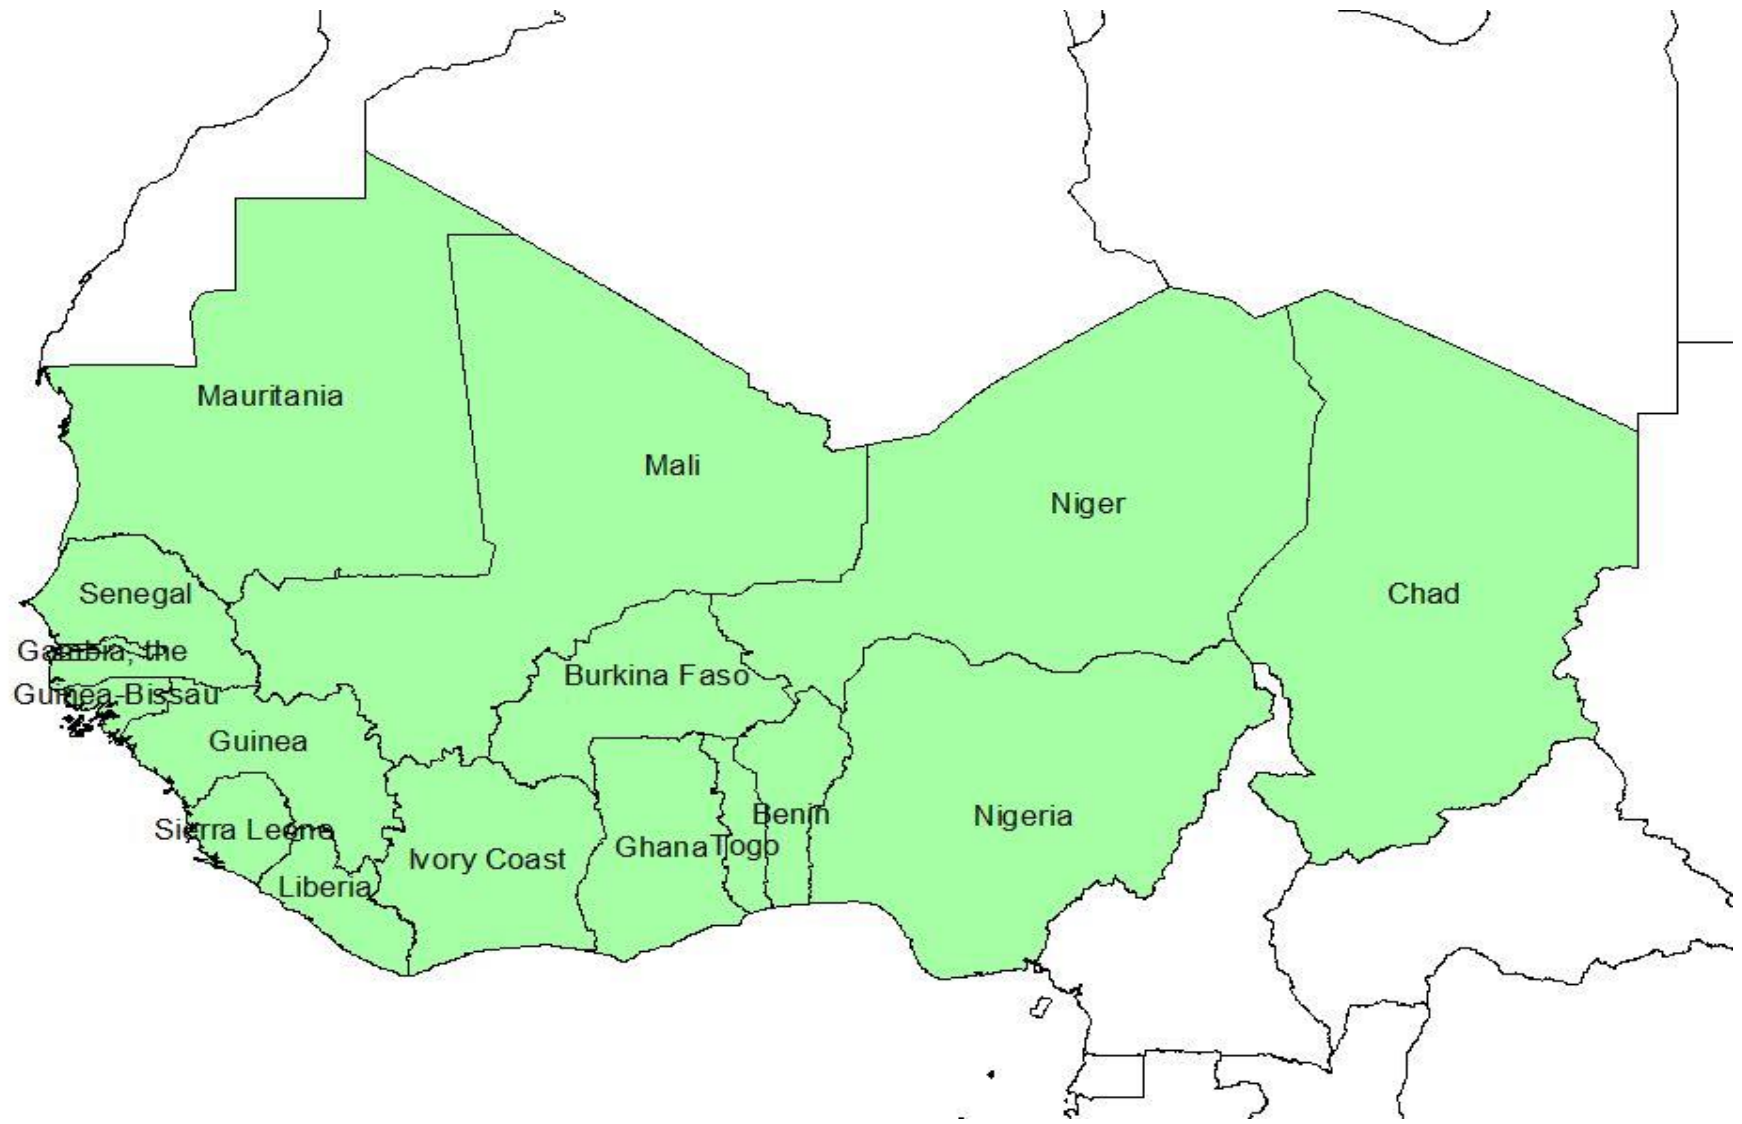 Mauritania
Mali
Niger
Chad
Senegal
Gambia, the
Burkina Faso
Guinea-Bissau
Guinea
Benin
Nigeria
Sierra Leone
Ghana
Togo
Ivory Coast
Liberia